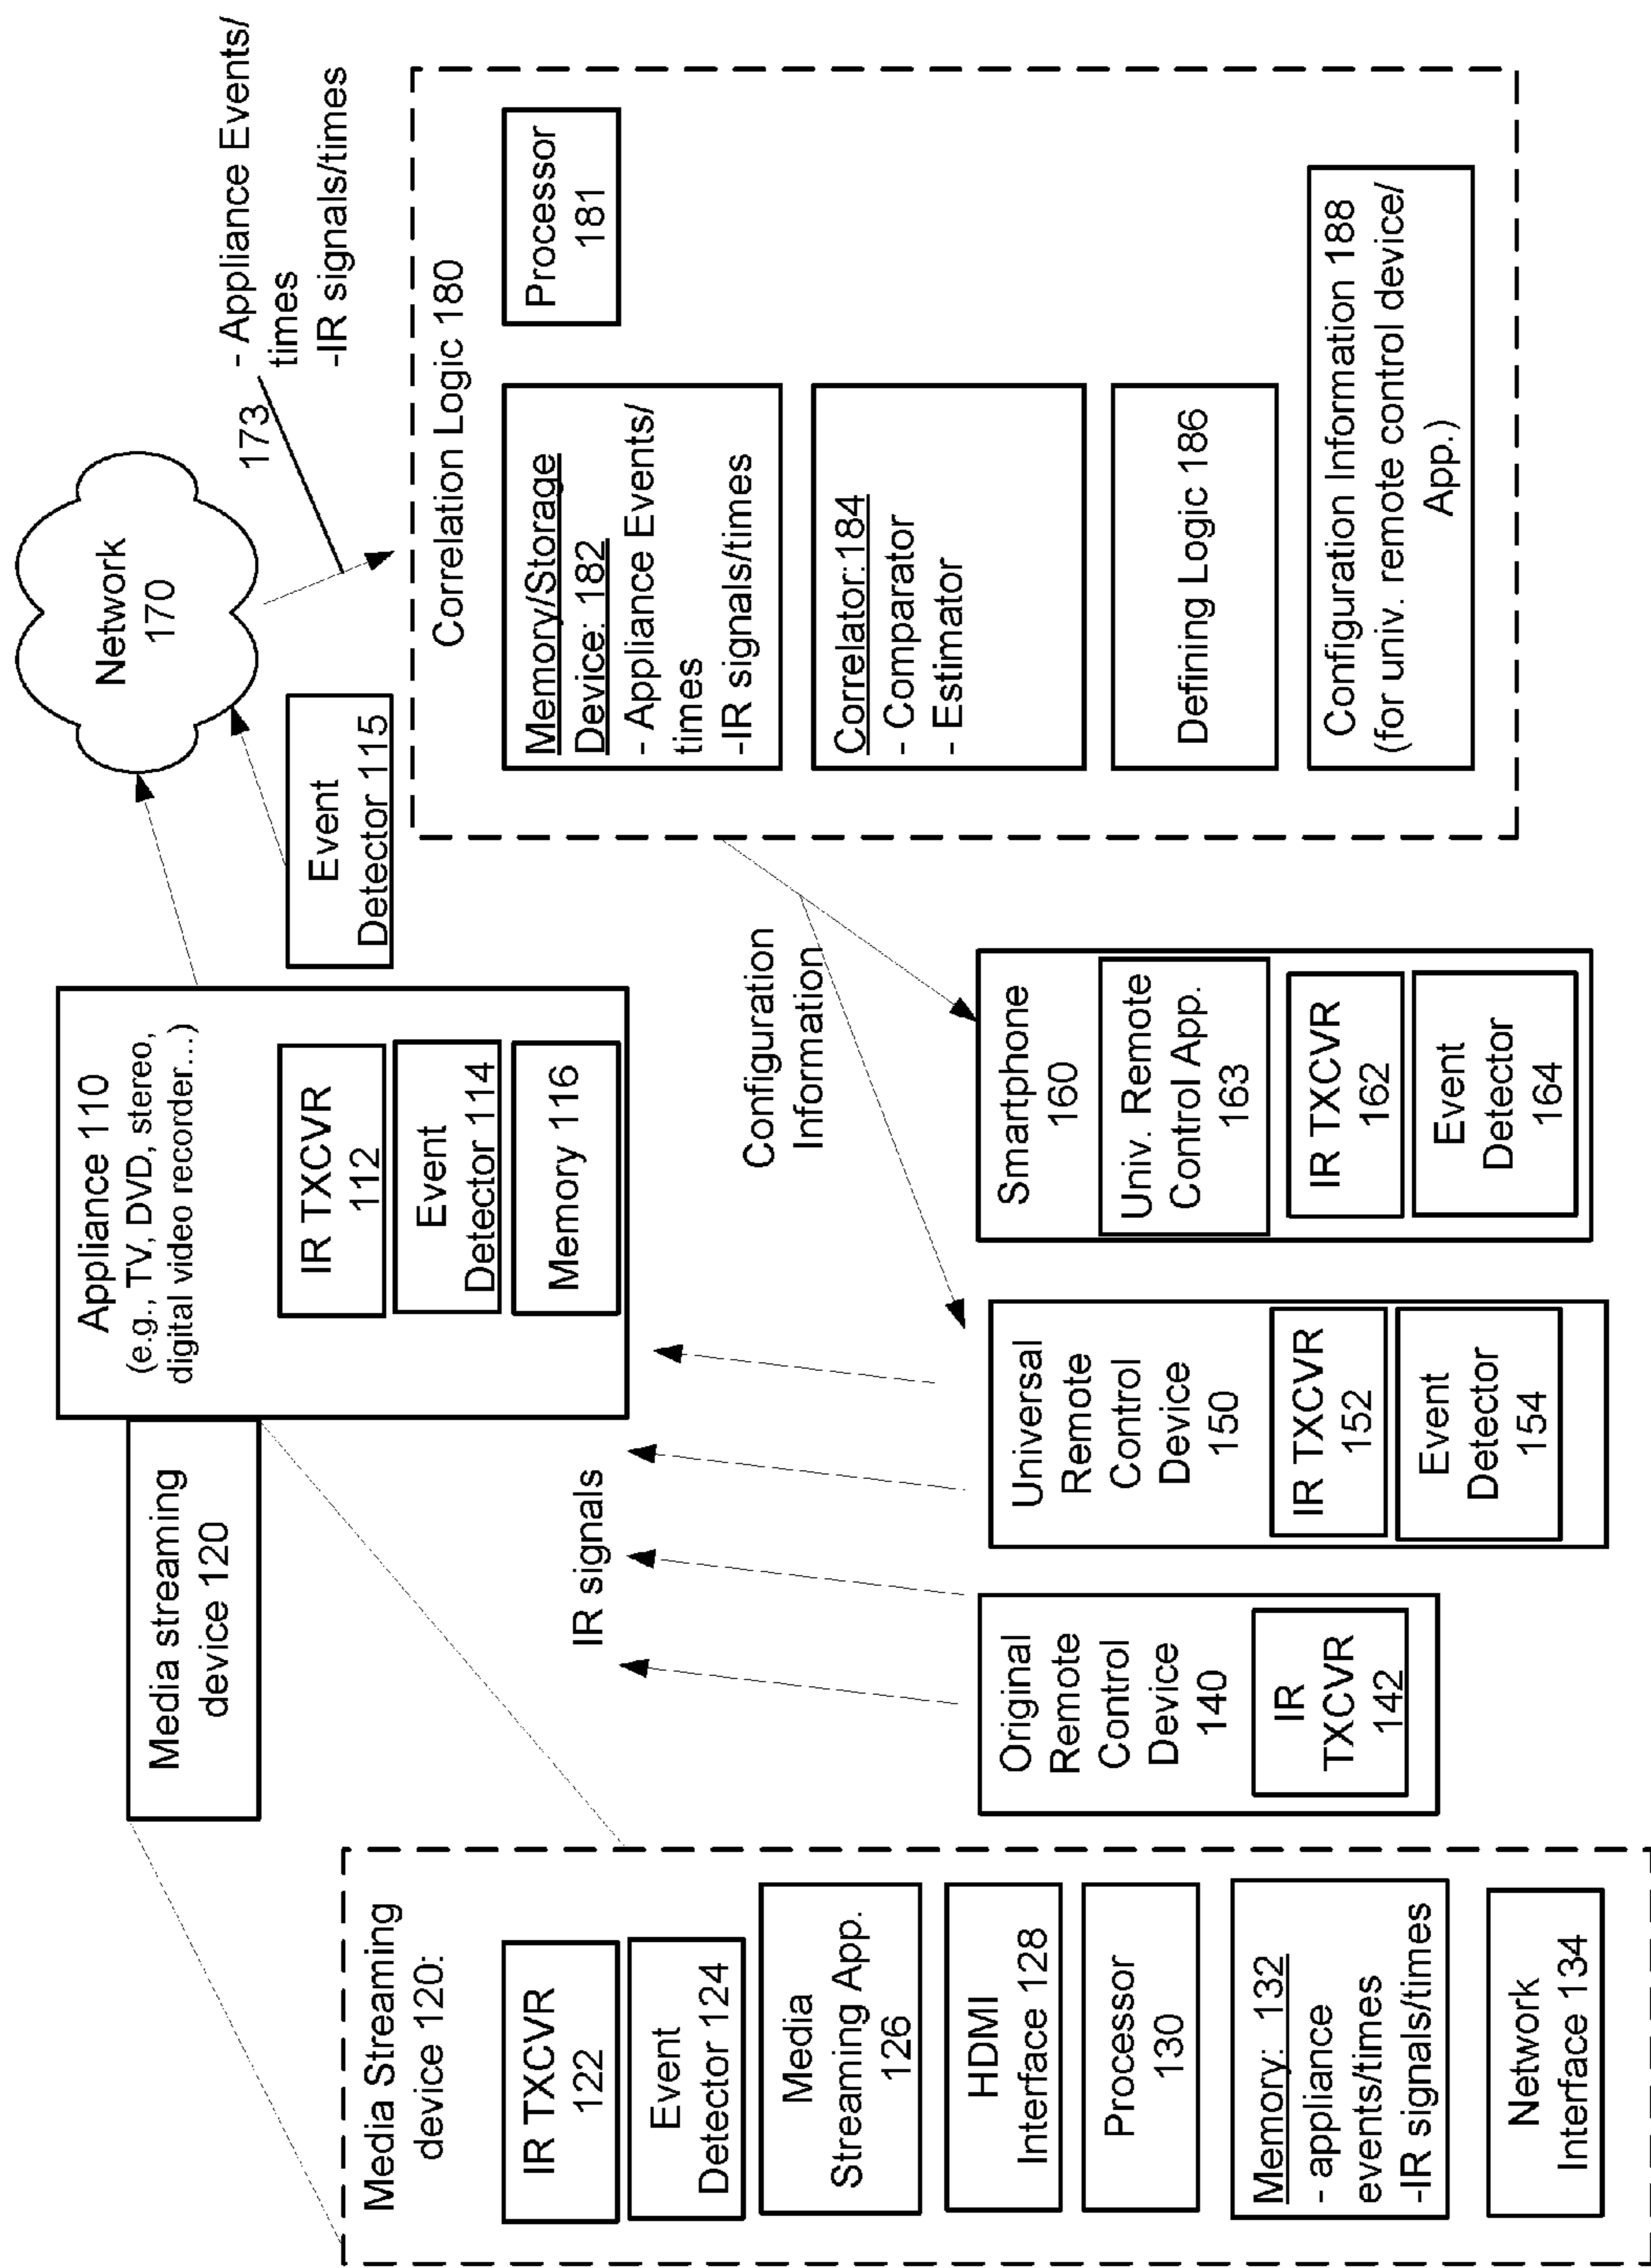 Media streaming
device 120
Appliance 110
(e.g., TV, DVD, stereo,
digital video recorder...)
IR TXCVR
112
Event
Detector 114
Memory 116
Event
Detector 115
Network
170
173
- Appliance Events/
times
-IR signals/times
Media Streaming
device 120:
IR TXCVR
122
Event
Detector 124
Media
Streaming App.
126
HDMI
Interface 128
Processor
130
Memory: 132
- appliance
events/times
-IR signals/times
Network
Interface 134
IR signals
Original
Remote
Control
Device
140
IR
TXCVR
142
Universal
Remote
Control
Device
150
IR TXCVR
152
Event
Detector
154
Configuration
Information
Smartphone
160
Univ. Remote
Control App.
163
IR TXCVR
162
Event
Detector
164
Correlation Logic 180
Processor
181
Memory/Storage
Device: 182
- Appliance Events/
times
-IR signals/times
Correlator:184
- Comparator
- Estimator
Defining Logic 186
Configuration Information 188
(for univ. remote control device/
App.)